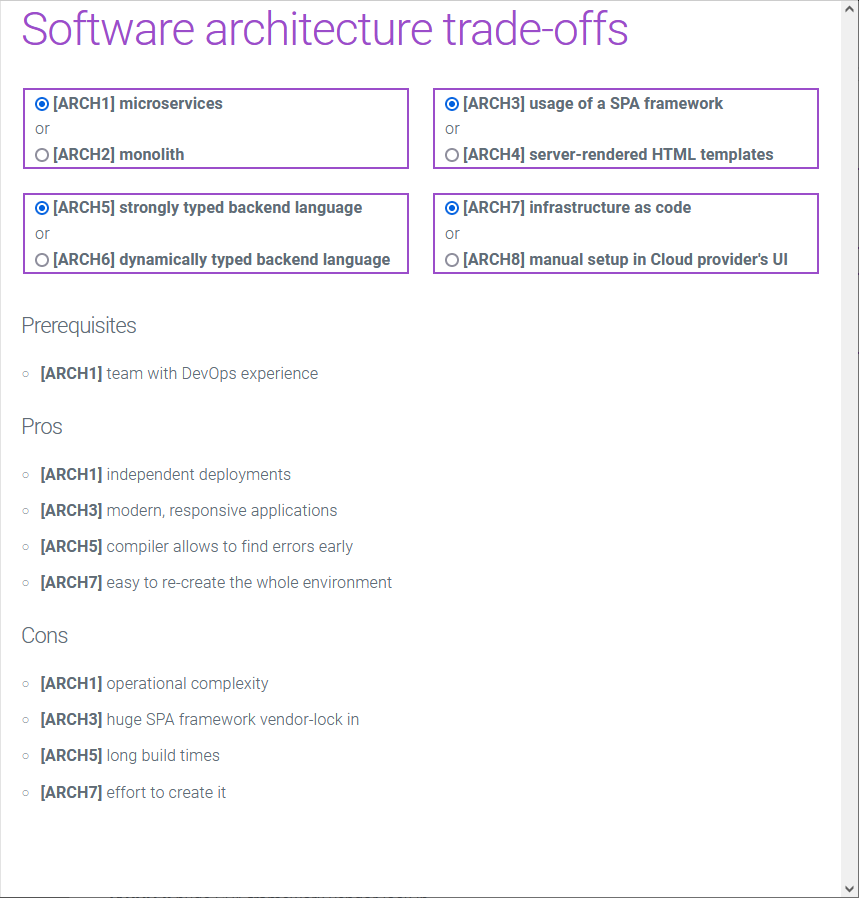 Software architecture trade-offs
[ARCH1] microservices
or
[ARCH2] monolith
[ARCH3] usage of a SPA framework
or
[ARCH4] server-rendered HTML templates
[ARCH5] strongly typed backend language
or
[ARCH6] dynamically typed backend language
[ARCH7] infrastructure as code
or
[ARCH8] manual setup in Cloud provider's UI
Prerequisites
[ARCH1] team with DevOps experience
Pros
[ARCH1] independent deployments
[ARCH3] modern, responsive applications
[ARCH5] compiler allows to find errors early
[ARCH7] easy to re-create the whole environment
Cons
[ARCH1] operational complexity
[ARCH3] huge SPA framework vendor-lock in
[ARCH5] long build times
[ARCH7] effort to create it